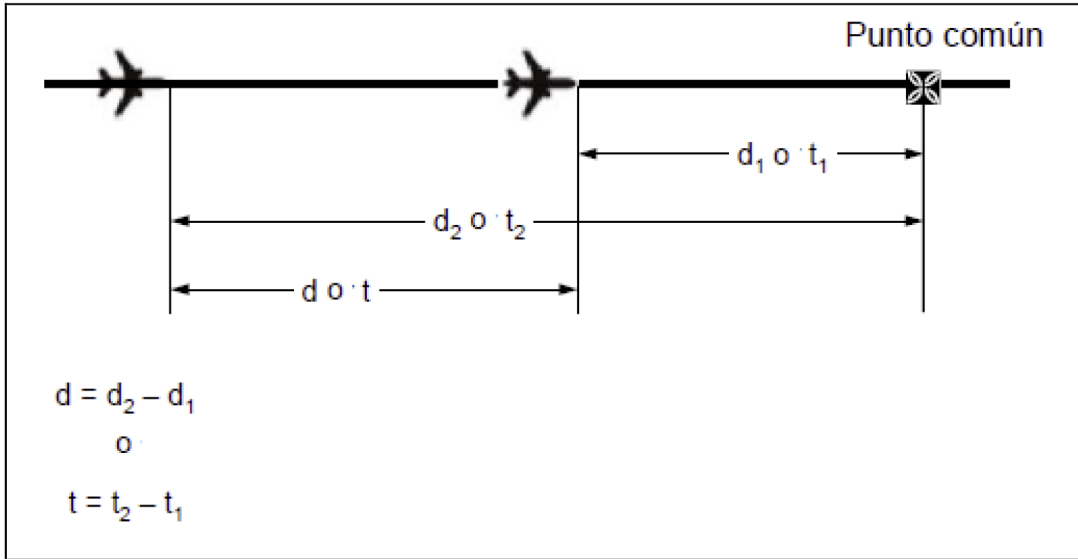 Punto común
d₁ o t₁
d₂ o t₂
d o t
d = d₂ – d₁
o
t = t₂ – t₁